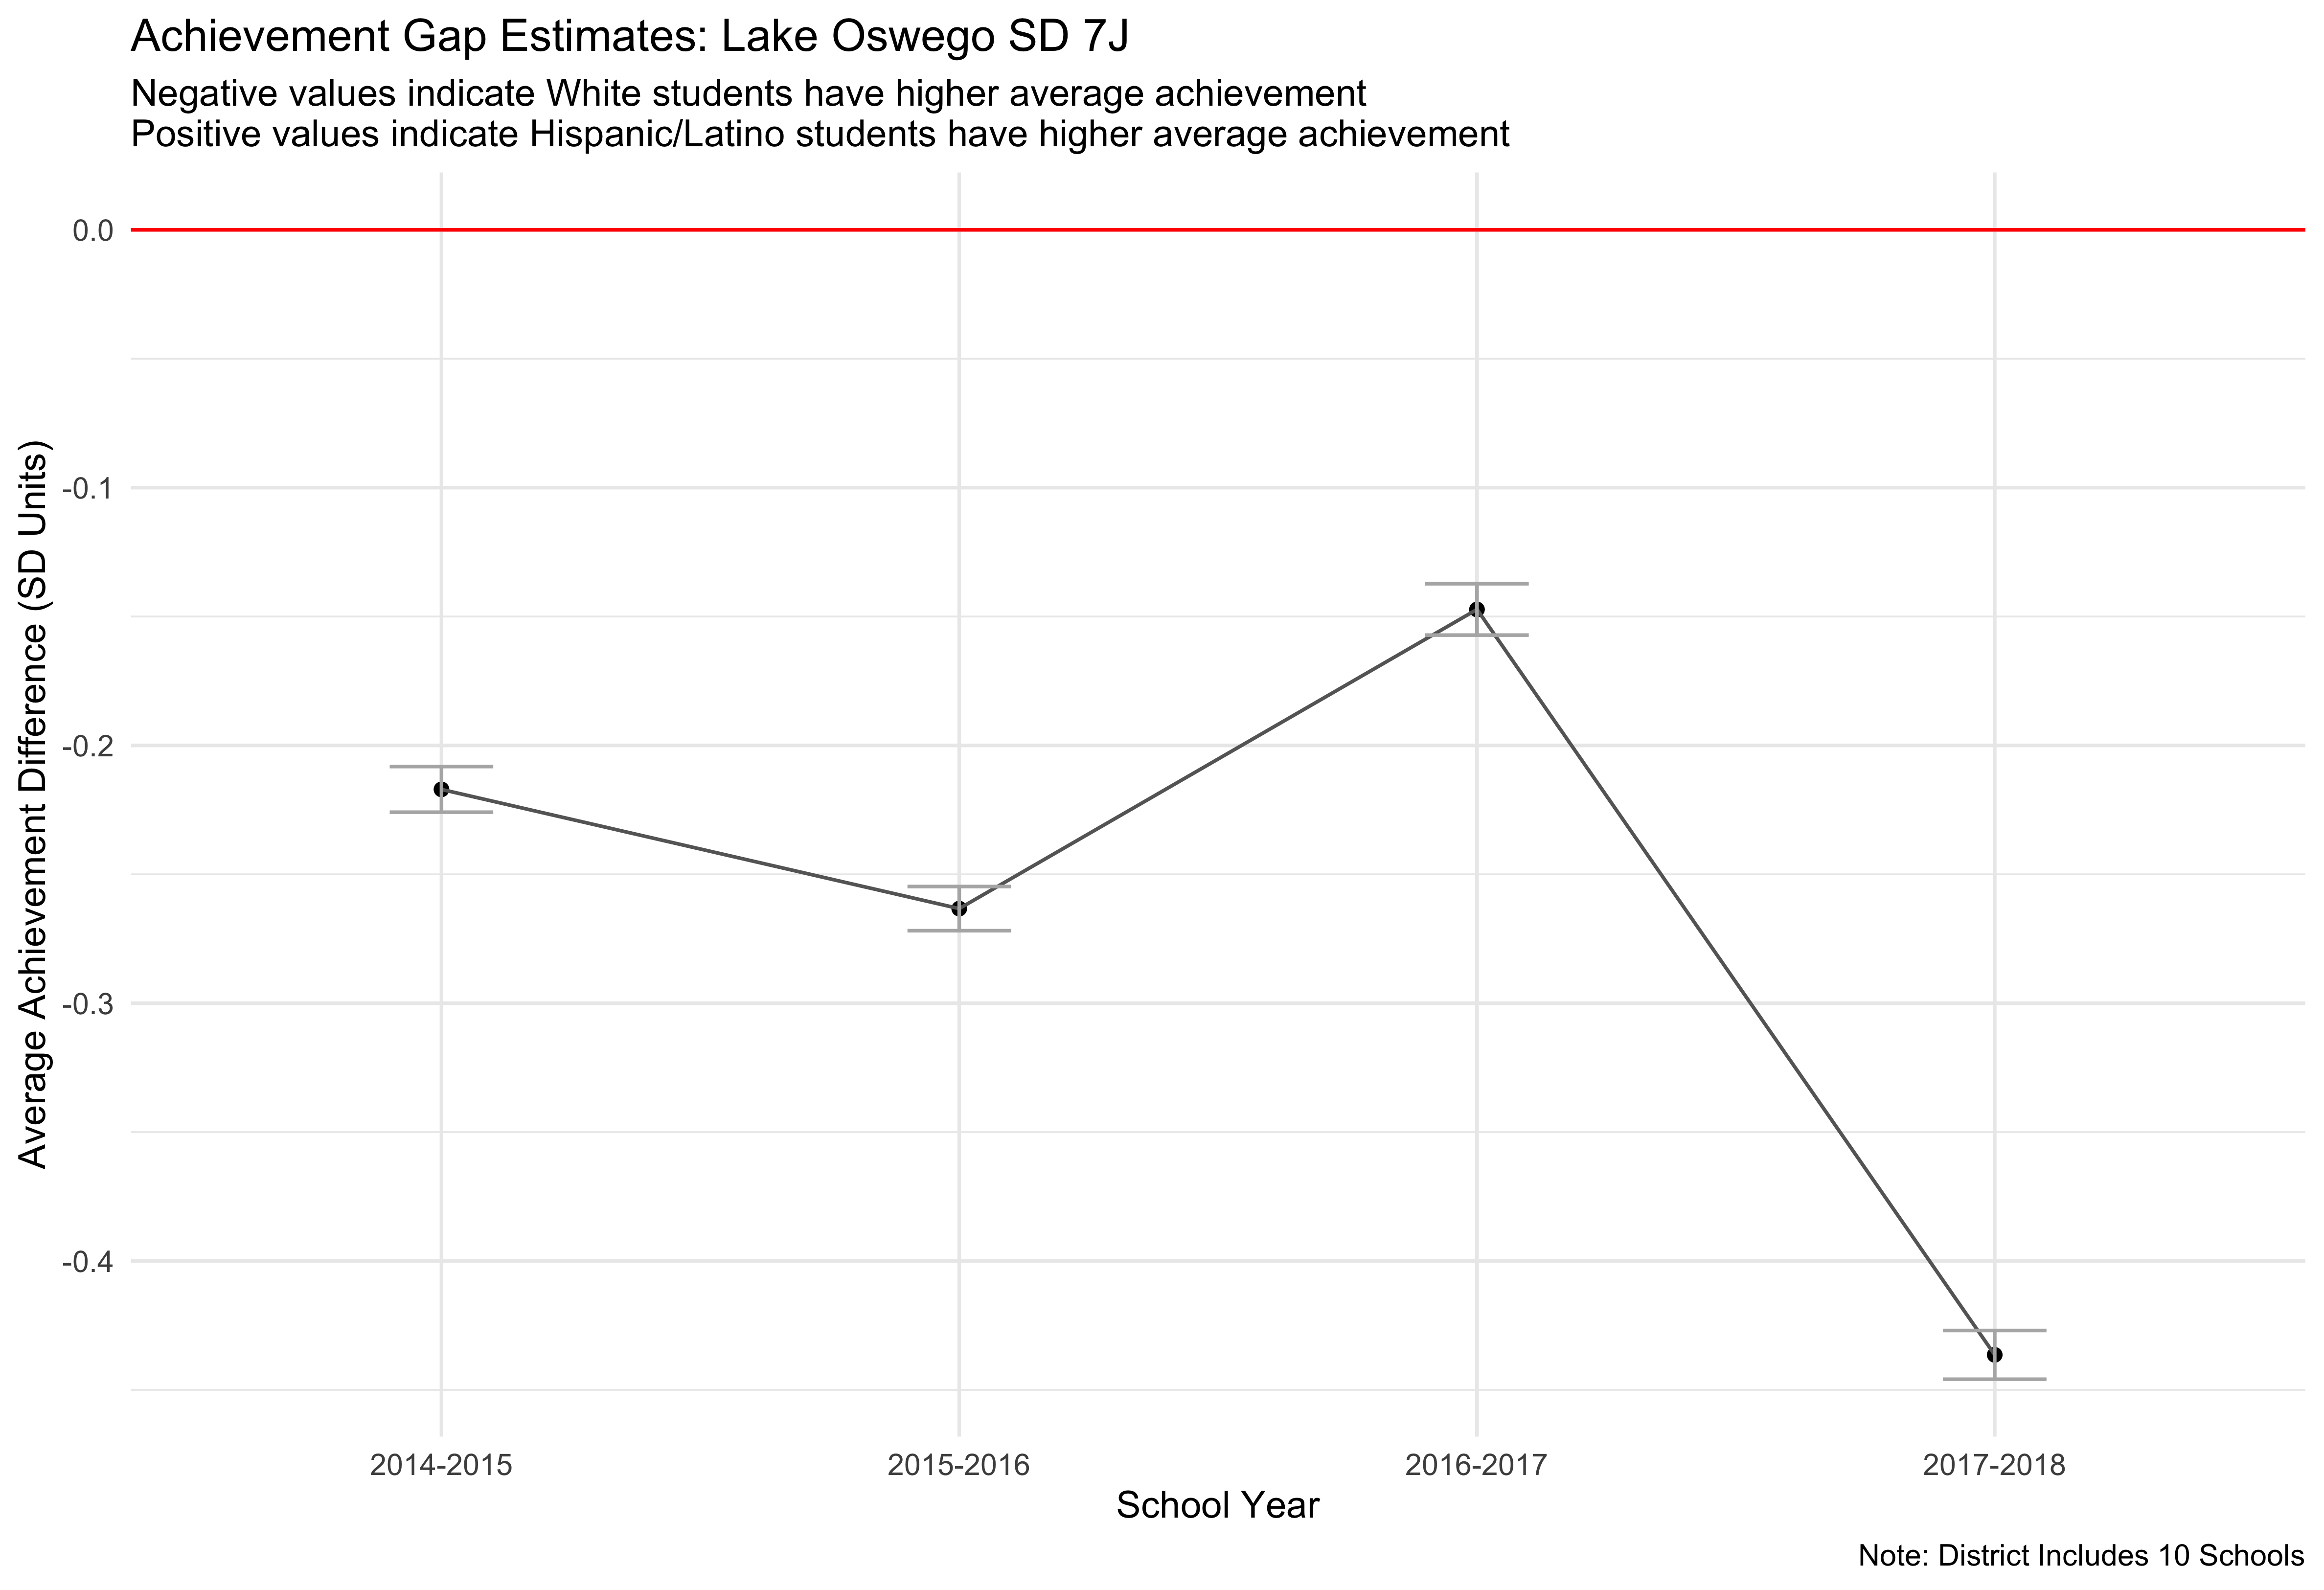 Achievement Gap Estimates: Lake Oswego SD 7J
Negative values indicate White students have higher average achievement
Positive values indicate Hispanic/Latino students have higher average achievement
Average Achievement Difference (SD Units)
0.0
-0.1
-0.2
-0.3
-0.4
2014-2015
2015-2016
2016-2017
2017-2018
School Year
Note: District Includes 10 Schools